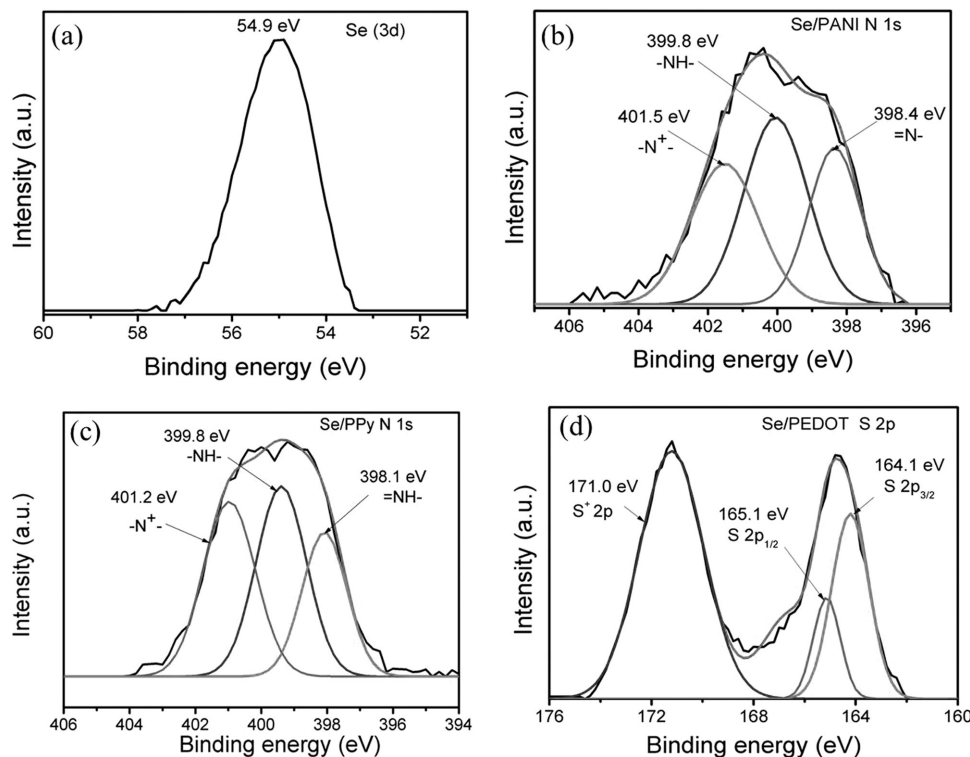 (a)
54.9 eV
Se (3d)
Intensity (a.u.)
60 58 56 54 52
Binding energy (eV)
(b)
Se/PANI N 1s
399.8 eV
-NH-
401.5 eV
-N⁺-
398.4 eV
=N-
Intensity (a.u.)
406 404 402 400 398 396
Binding energy (eV)
(c)
Se/PPy N 1s
399.8 eV
-NH-
401.2 eV
-N⁺-
398.1 eV
=NH-
Intensity (a.u.)
406 404 402 400 398 396 394
Binding energy (eV)
(d)
Se/PEDOT S 2p
171.0 eV
S⁺ 2p
165.1 eV
S 2p₁/₂
164.1 eV
S 2p₃/₂
Intensity (a.u.)
176 172 168 164 160
Binding energy (eV)